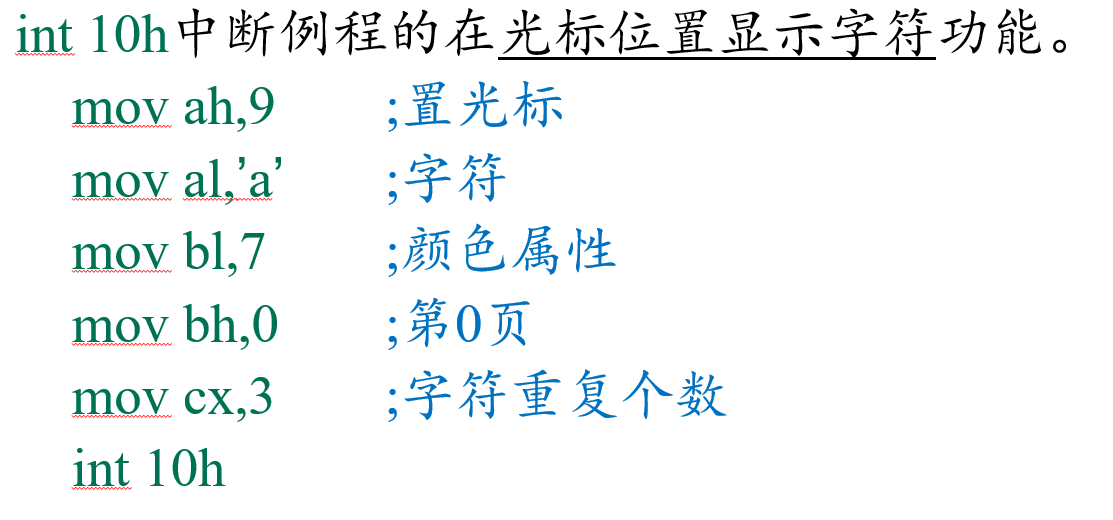 int 10h中断例程的在光标位置显示字符功能。
mov ah,9 ;置光标
mov al,’a’ ;字符
mov bl,7 ;颜色属性
mov bh,0 ;第0页
mov cx,3 ;字符重复个数
int 10h